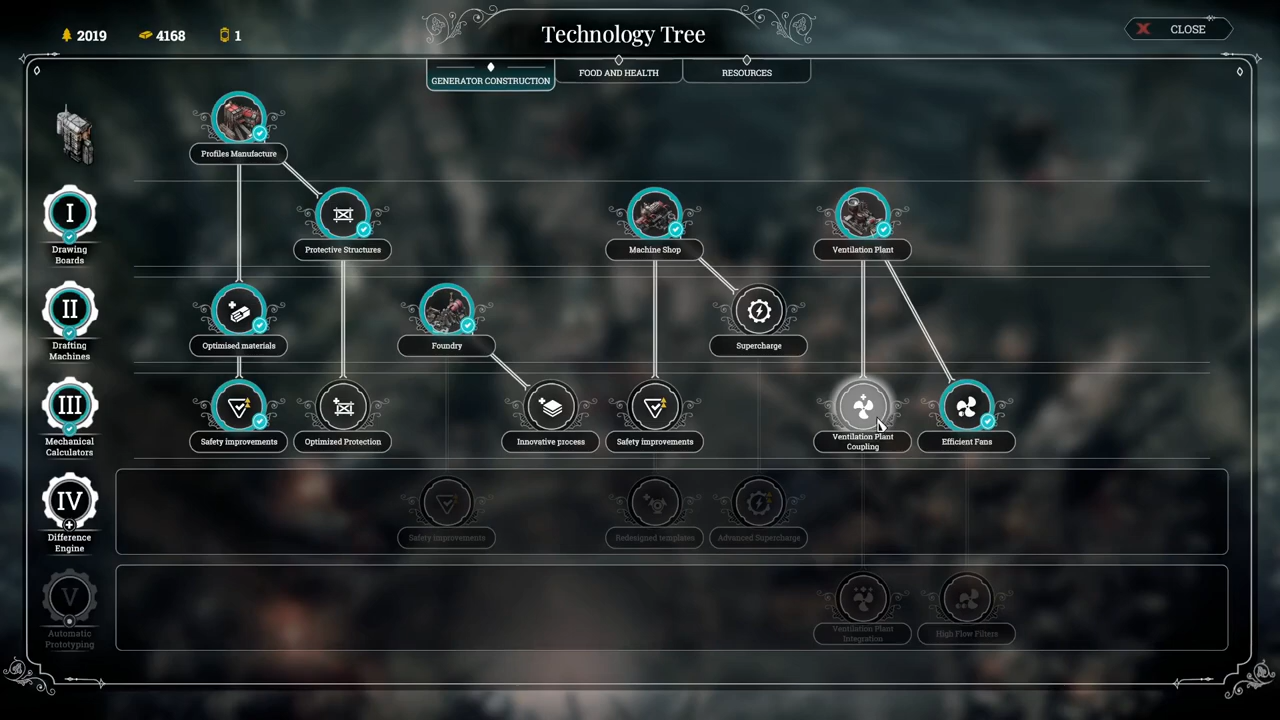 2019 4168 1
Technology Tree
CLOSE
GENERATOR CONSTRUCTION
FOOD AND HEALTH
RESOURCES
Profiles Manufacture
I
Drawing
Boards
Protective Structures
Machine Shop
Ventilation Plant
II
Drafting
Machines
Optimised materials
Foundry
Supercharge
III
Mechanical
Calculators
Safety improvements
Optimized Protection
Innovative process
Safety improvements
Ventilation Plant
Coupling
Efficient Fans
IV
Difference
Engine
Safety improvements
Redesigned templates
Advanced Supercharge
V
Automatic
Prototyping
Ventilation Plant
Integration
High Flow Filters